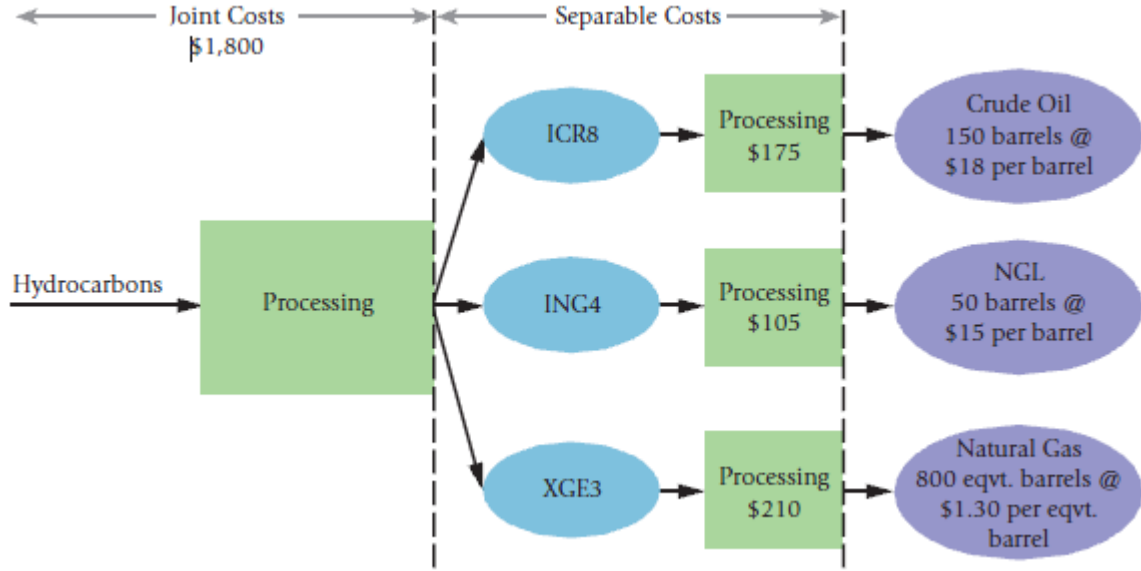 Joint Costs
$1,800
Separable Costs
Hydrocarbons
Processing
ICR8
Processing
$175
Crude Oil
150 barrels @
$18 per barrel
ING4
Processing
$105
NGL
50 barrels @
$15 per barrel
XGE3
Processing
$210
Natural Gas
800 eqvt. barrels @
$1.30 per eqvt.
barrel